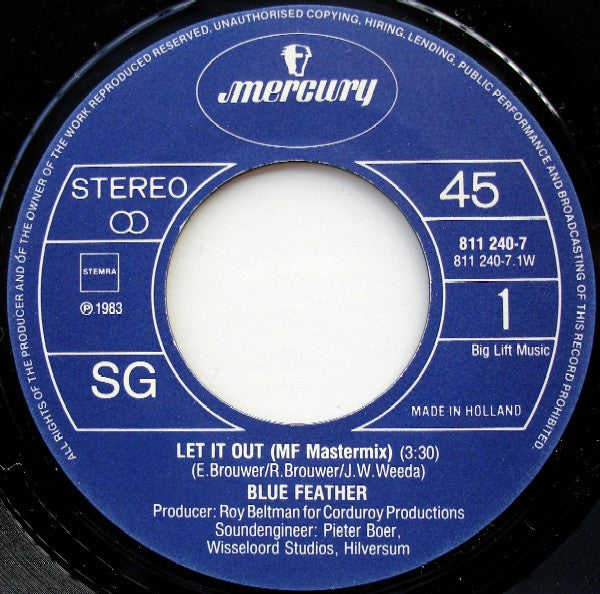 ALL RIGHTS OF THE PRODUCER AND OF THE OWNER OF THE WORK REPRODUCED RESERVED. UNAUTHORISED COPYING, HIRING, LENDING, PUBLIC PERFORMANCE AND BROADCASTING OF THIS RECORD PROHIBITED.
mercury
STEREO
STEMRA
℗ 1983
SG
45
811 240-7
811 240-7.1W
1
Big Lift Music
MADE IN HOLLAND
LET IT OUT (MF Mastermix) (3:30)
(E.Brouwer/R.Brouwer/J.W.Weeda)
BLUE FEATHER
Producer: Roy Beltman for Corduroy Productions
Soundengineer: Pieter Boer,
Wisseloord Studios, Hilversum